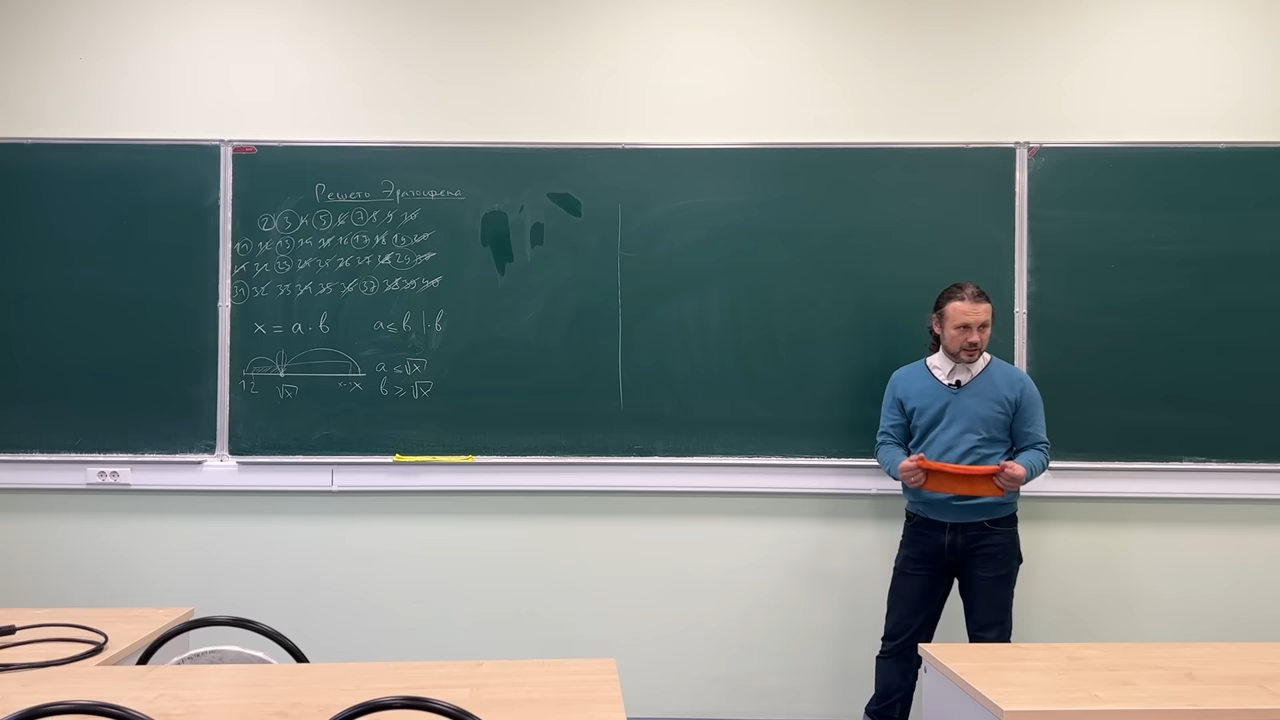 Решето Эратосфена
2 3 4 5 6 7 8 9 10
11 12 13 14 15 16 17 18 19 20
21 22 23 24 25 26 27 28 29 30
31 32 33 34 35 36 37 38 39 40
x = a · b a ≤ b | · b
a ≤ √x
1 2 √x x b ≥ √x